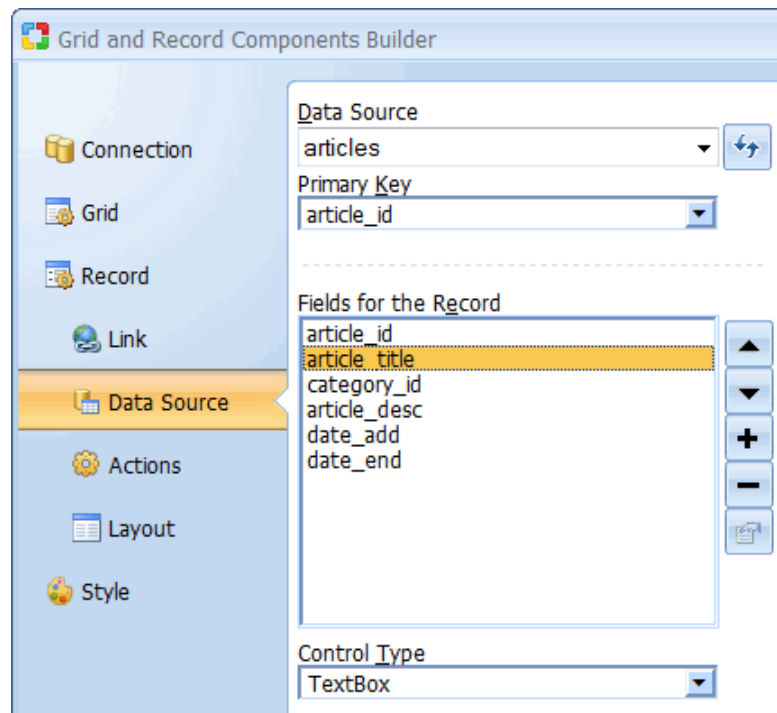 Grid and Record Components Builder
Connection
Grid
Record
Link
Data Source
Actions
Layout
Style
Data Source
articles
Primary Key
article_id
Fields for the Record
article_id
article_title
category_id
article_desc
date_add
date_end
Control Type
TextBox